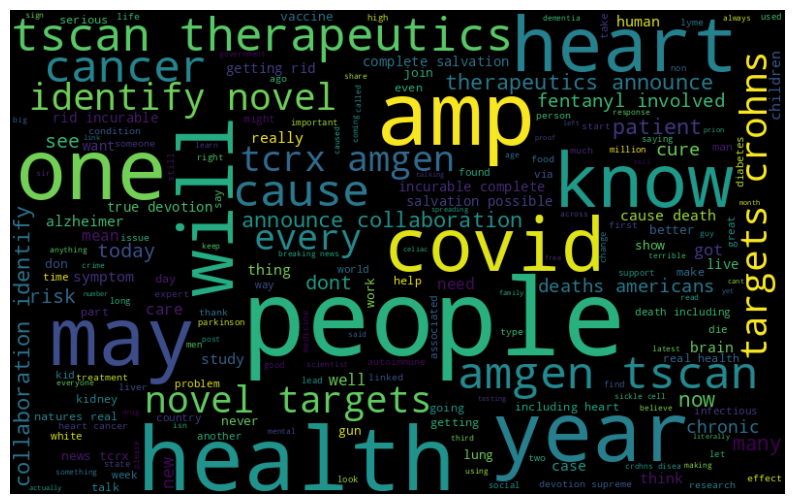 sign
serious
life
vaccine
high
dementia
lyme
always
used
tscan therapeutics
heart
complete salvation
human
take
cancer
getting rid
ago
join
therapeutics announce
share
even
targets crohns
children
identify novel
amp
fentanyl involved
rid incurable
might
important
called
person
response
big
link
condition
someone
really
coming
caused
left
start
patient
prion
see
want
learn
proof
saying
million
man
cure
one
will
tcrx amgen
found
food
via
much
know
diabetes
sir
still
right
cause
age
incurable complete
true devotion
say
talking
salvation possible
month
alzheimer
announce collaboration
spreading
across
first
cause death
great
mean
issue
keep
every
covid
change
better
guy
anything
celiac
show
terrible
today
don
crime
breaking news
free
got
time
number
thing
world
support
make
cant
symptom
day
dont
help
live
yet
risk
long
expert
way
need
deaths americans
read
collaboration identify
part
care
thank
work
family
death including
may
parkinson
people
associated
type
die
men
post
said
latest
brain
study
medicine
scientist
autoimmune
real health
kid
treatment
liver
problem
good
lead
linked
amgen tscan
everyone
well
find
kidney
novel targets
going
including heart
sickle cell
now
natures real
country
never
getting
testing
believe
infectious
white
heart cancer
isn
gun
third
chronic
another
mental
lung
two
year
literally
many
news tcrx
new
health
case
let
making
state
look
using
think
may
something
week
crohns disea
effect
actually
talk
social
devotion supreme
research